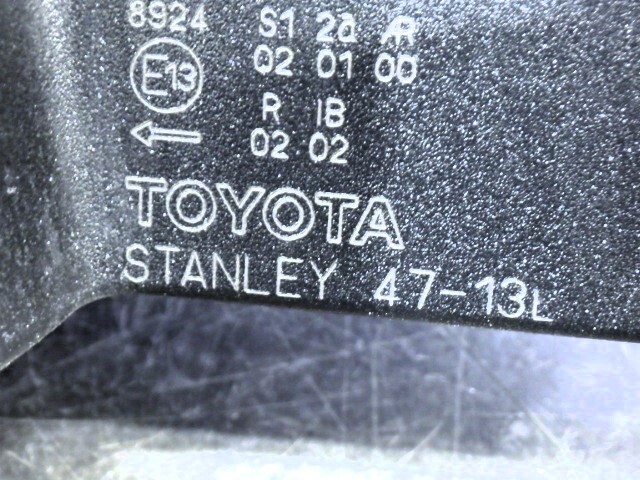 8924 S1 2a AR
02 01 00
E13
R IB
02 02
TOYOTA
STANLEY 47-13L